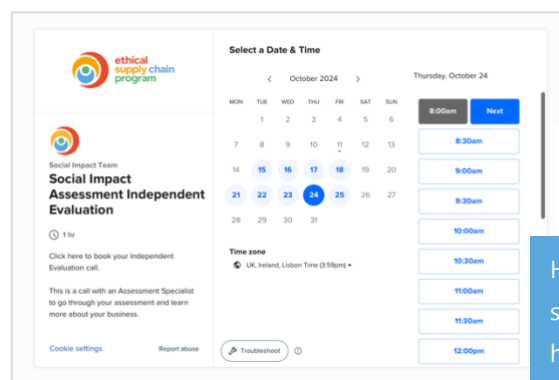 ethical
supply chain
program
Social Impact Team
Social Impact
Assessment Independent
Evaluation
1 hr
Click here to book your Independent
Evaluation call.
This is a call with an Assessment Specialist
to go through your assessment and learn
more about your business.
Cookie settings
Report abuse
Select a Date & Time
October 2024
MON TUE WED THU FRI SAT SUN
1 2 3 4 5 6
7 8 9 10 11 12 13
14 15 16 17 18 19 20
21 22 23 24 25 26 27
28 29 30 31
Time zone
UK, Ireland, Lisbon Time (3:59pm)
Troubleshoot
Thursday, October 24
8:00am Next
8:30am
9:00am
9:30am
10:00am
10:30am
11:00am
11:30am
12:00pm